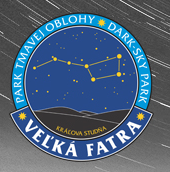 PARK TMAVEJ OBLOHY • DARK-SKY PARK
KRÁĽOVA STUDŇA
VEĽKÁ FATRA